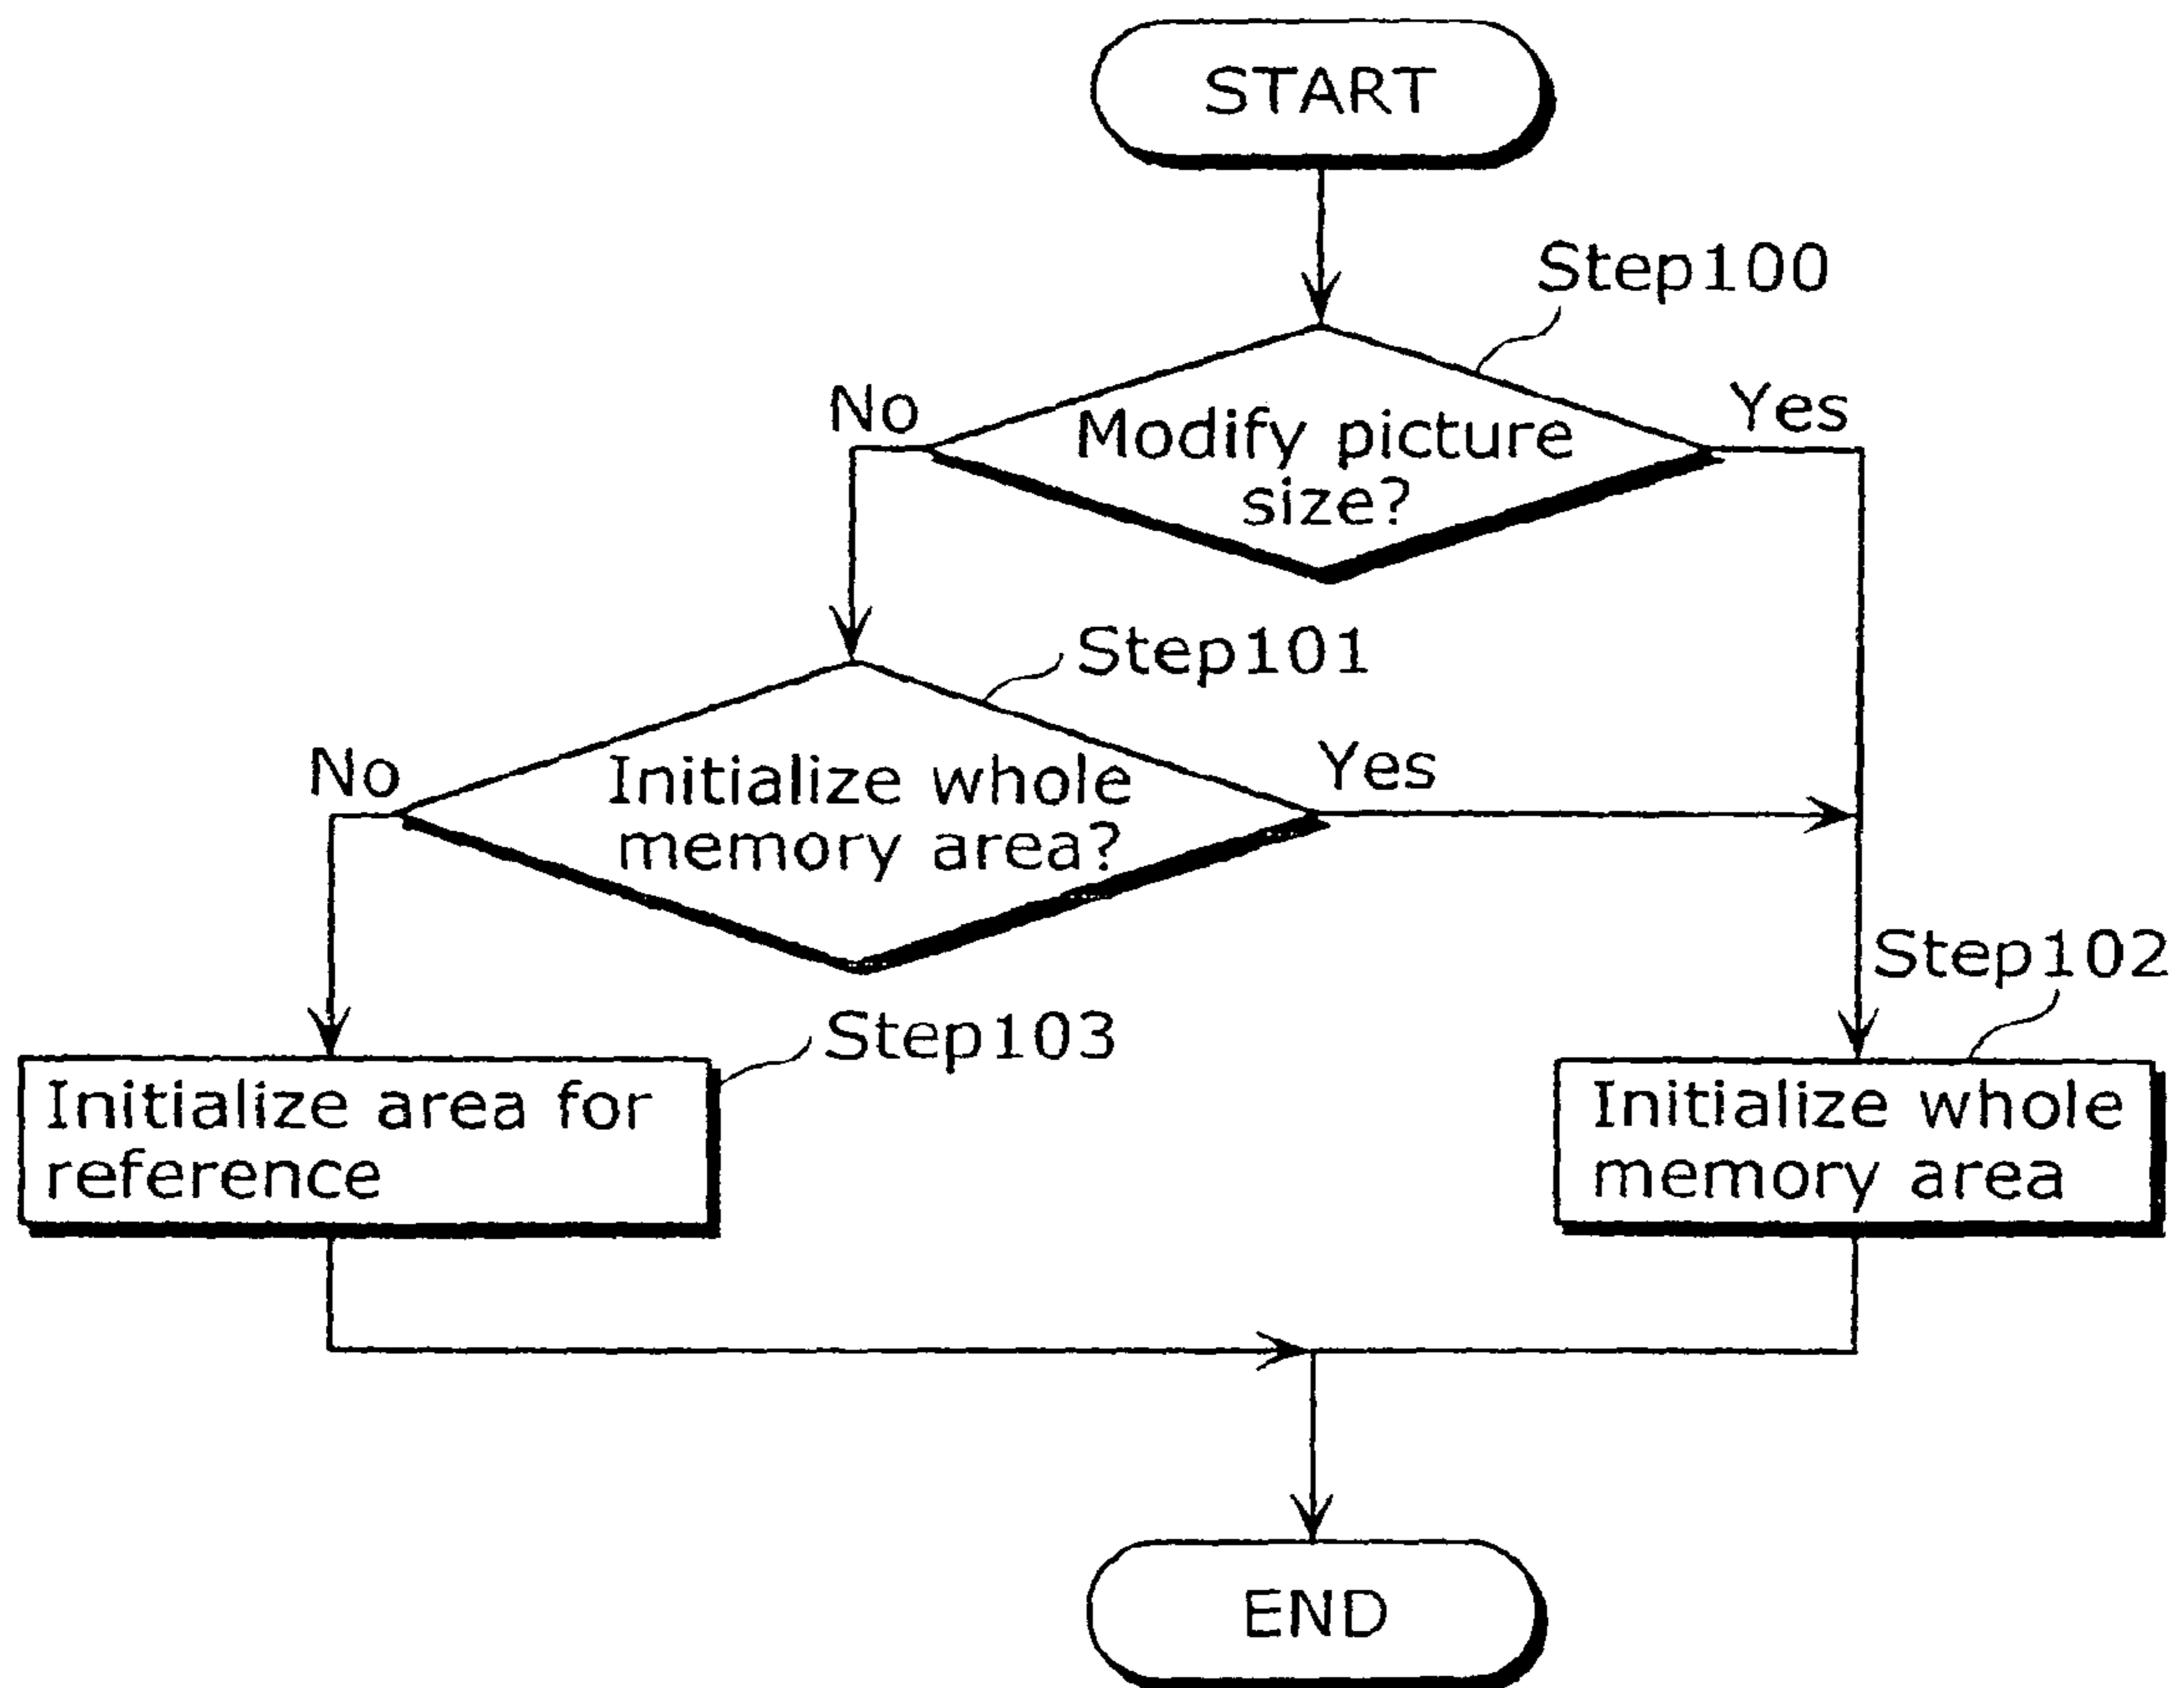 START
Step100
No
Yes
Modify picture
size?
Step101
No
Yes
Initialize whole
memory area?
Step102
Step103
Initialize area for
reference
Initialize whole
memory area
END